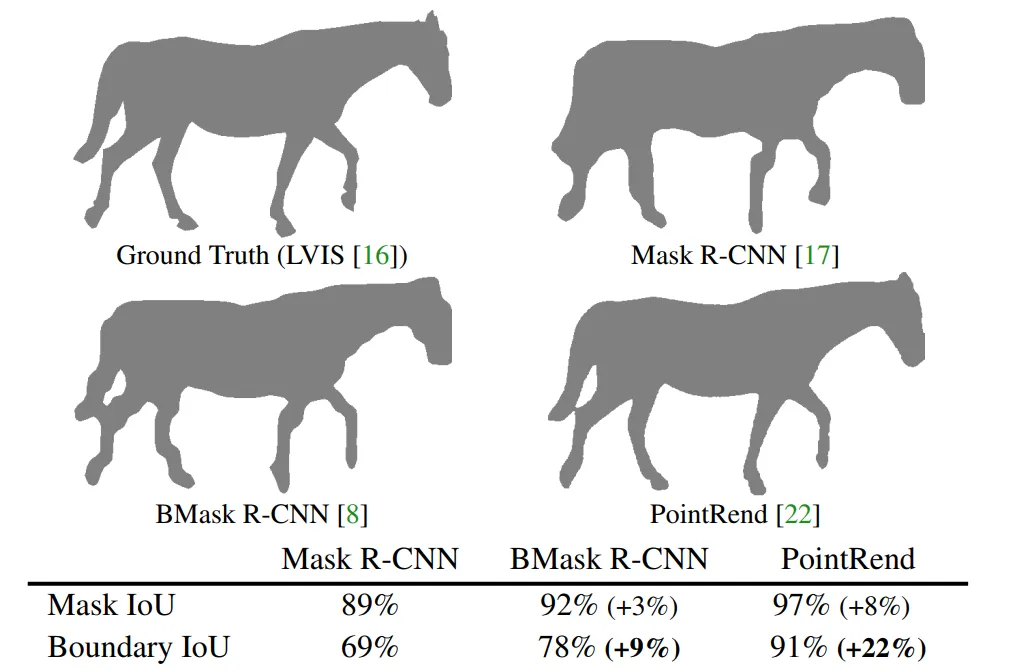 Ground Truth (LVIS [16])
Mask R-CNN [17]
BMask R-CNN [8]
PointRend [22]
Mask R-CNN BMask R-CNN PointRend
Mask IoU 89% 92% (+3%) 97% (+8%)
Boundary IoU 69% 78% (+9%) 91% (+22%)